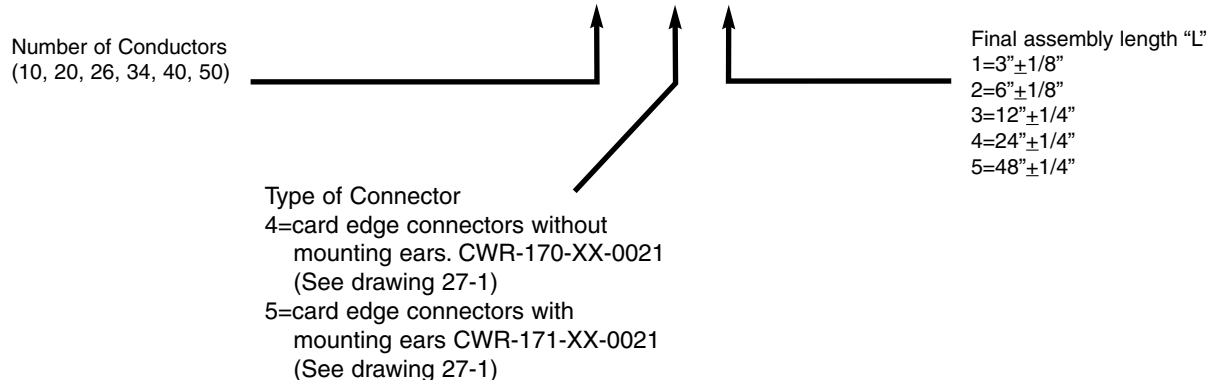 Number of Conductors
(10, 20, 26, 34, 40, 50)
Final assembly length “L”
1=3”±1/8”
2=6”±1/8”
3=12”±1/4”
4=24”±1/4”
5=48”±1/4”
Type of Connector
4=card edge connectors without
mounting ears. CWR-170-XX-0021
(See drawing 27-1)
5=card edge connectors with
mounting ears CWR-171-XX-0021
(See drawing 27-1)